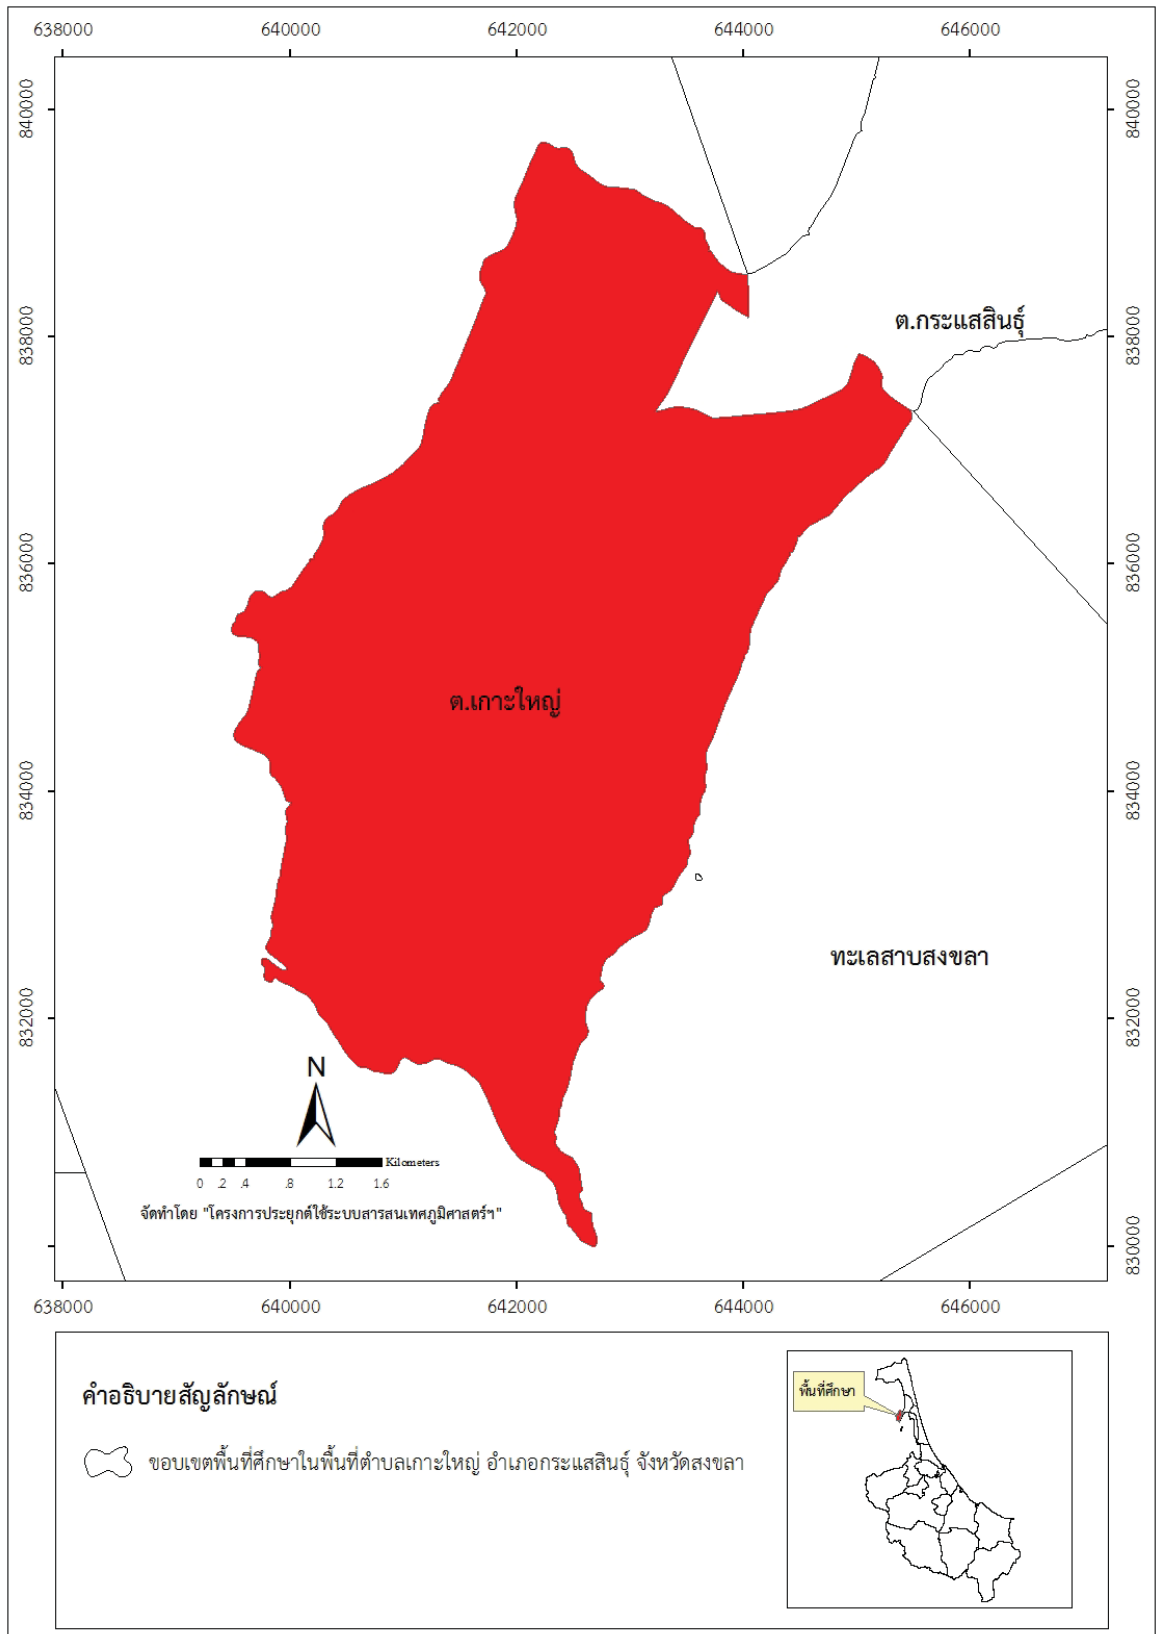 638000 640000 642000 644000 646000
840000 840000
ต.กระแสสินธุ์
838000 838000
836000 836000
ต.เกาะใหญ่
834000 834000
ทะเลสาบสงขลา
832000 832000
N
Kilometers
0 .2 .4 .8 1.2 1.6
จัดทำโดย "โครงการประยุกต์ใช้ระบบสารสนเทศภูมิศาสตร์ฯ"
830000
638000 640000 642000 644000 646000
คำอธิบายสัญลักษณ์
พื้นที่ศึกษา
ขอบเขตพื้นที่ศึกษาในพื้นที่ตำบลเกาะใหญ่ อำเภอกระแสสินธุ์ จังหวัดสงขลา